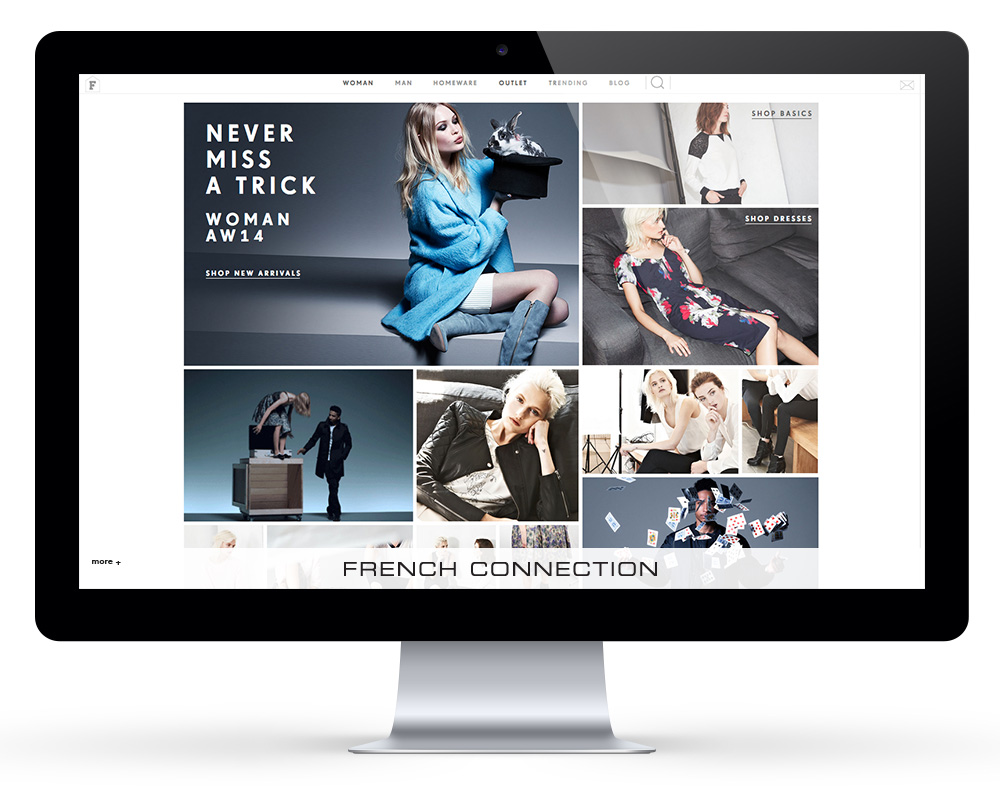 F
WOMAN MAN HOMEWARE OUTLET TRENDING BLOG
NEVER
MISS
A TRICK
WOMAN
AW14
SHOP NEW ARRIVALS
SHOP BASICS
SHOP DRESSES
more +
FRENCH CONNECTION